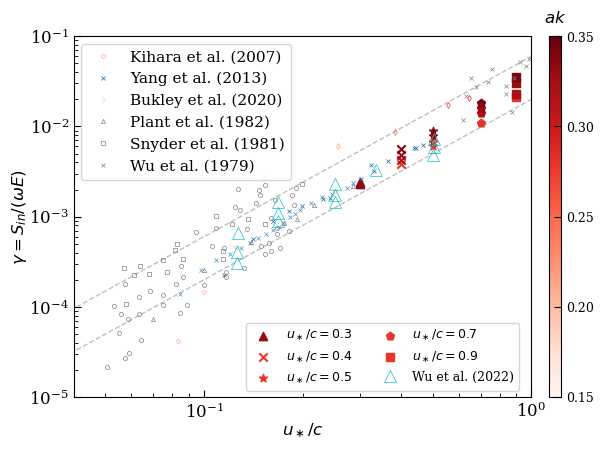 ak
10⁻¹
10⁻²
10⁻³
10⁻⁴
10⁻⁵
γ = S_in/(ωE)
Kihara et al. (2007)
Yang et al. (2013)
Bukley et al. (2020)
Plant et al. (1982)
Snyder et al. (1981)
Wu et al. (1979)
u∗/c = 0.3
u∗/c = 0.4
u∗/c = 0.5
u∗/c = 0.7
u∗/c = 0.9
Wu et al. (2022)
10⁻¹
10⁰
u∗/c
0.35
0.30
0.25
0.20
0.15